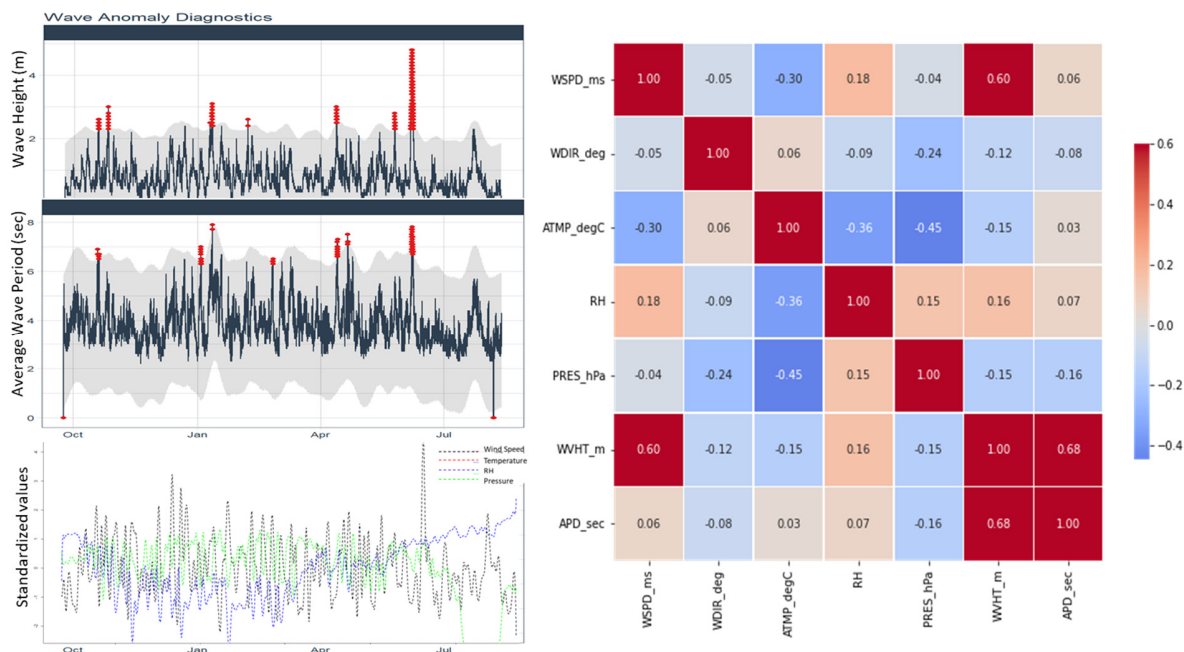 Wave Anomaly Diagnostics
Wave Height (m)
4
2
Average Wave Period (sec)
8
6
4
2
0
Oct Jan Apr Jul
Standardized values
Wind Speed
Temperature
RH
Pressure
Oct Jan Apr Jul
WSPD_ms 1.00 -0.05 -0.30 0.18 -0.04 0.60 0.06
WDIR_deg -0.05 1.00 0.06 -0.09 -0.24 -0.12 -0.08
ATMP_degC -0.30 0.06 1.00 -0.36 -0.45 -0.15 0.03
RH 0.18 -0.09 -0.36 1.00 0.15 0.16 0.07
PRES_hPa -0.04 -0.24 -0.45 0.15 1.00 -0.15 -0.16
WVHT_m 0.60 -0.12 -0.15 0.16 -0.15 1.00 0.68
APD_sec 0.06 -0.08 0.03 0.07 -0.16 0.68 1.00
WSPD_ms WDIR_deg ATMP_degC RH PRES_hPa WVHT_m APD_sec
0.6
0.4
0.2
0.0
-0.2
-0.4